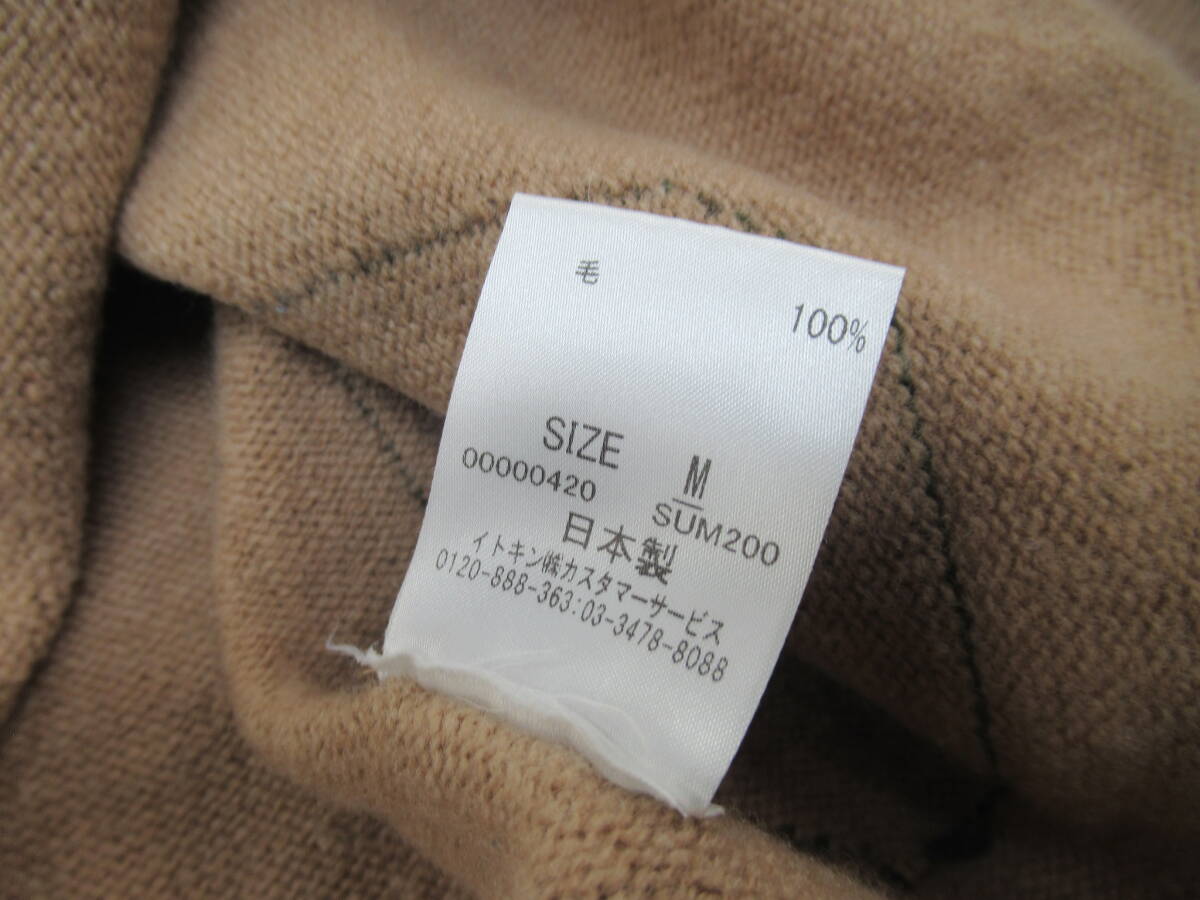 毛
100%
SIZE M
00000420 SUM200
日本製
イトキン㈱カスタマーサービス
0120-888-363:03-3478-8088